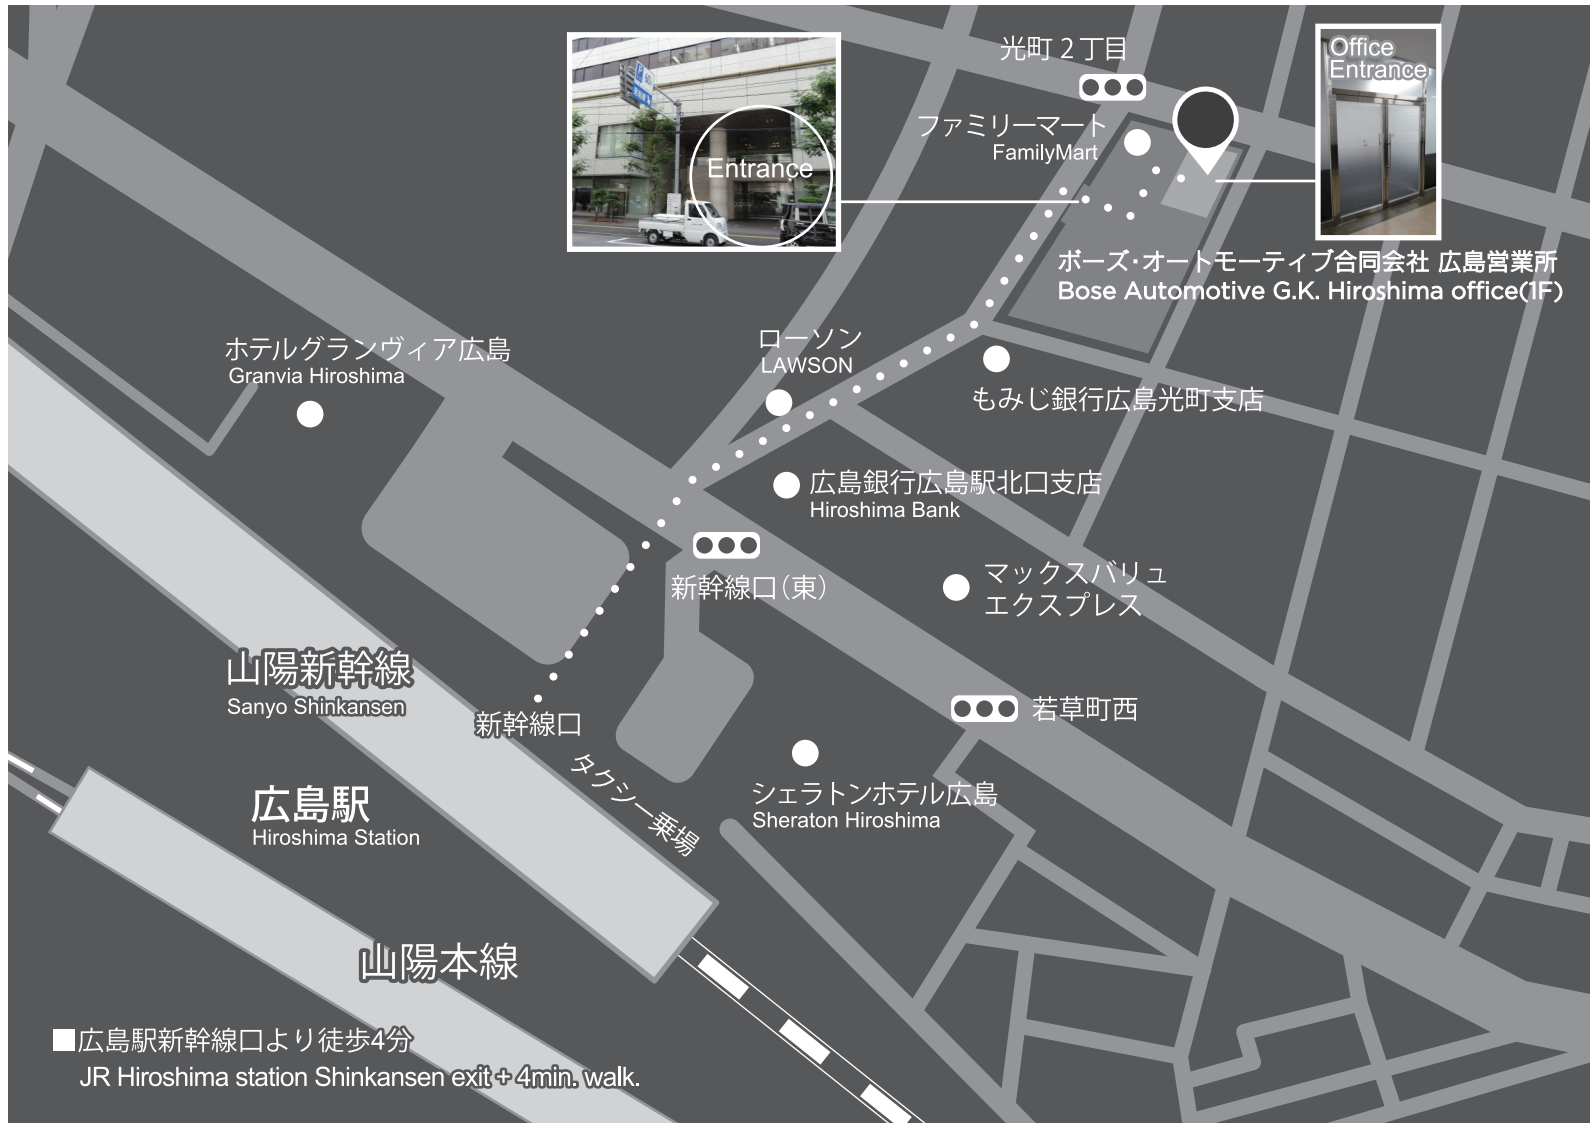 光町 2 丁目
Office
Entrance
ファミリーマート
FamilyMart
Entrance
ボーズ・オートモーティブ合同会社 広島営業所
Bose Automotive G.K. Hiroshima office(1F)
ローソン
LAWSON
ホテルグランヴィア広島
Granvia Hiroshima
もみじ銀行広島光町支店
広島銀行広島駅北口支店
Hiroshima Bank
新幹線口(東)
マックスバリュ
エクスプレス
山陽新幹線
Sanyo Shinkansen
新幹線口
若草町西
タクシー乗場
シェラトンホテル広島
Sheraton Hiroshima
広島駅
Hiroshima Station
山陽本線
■広島駅新幹線口より徒歩4分
JR Hiroshima station Shinkansen exit + 4min. walk.